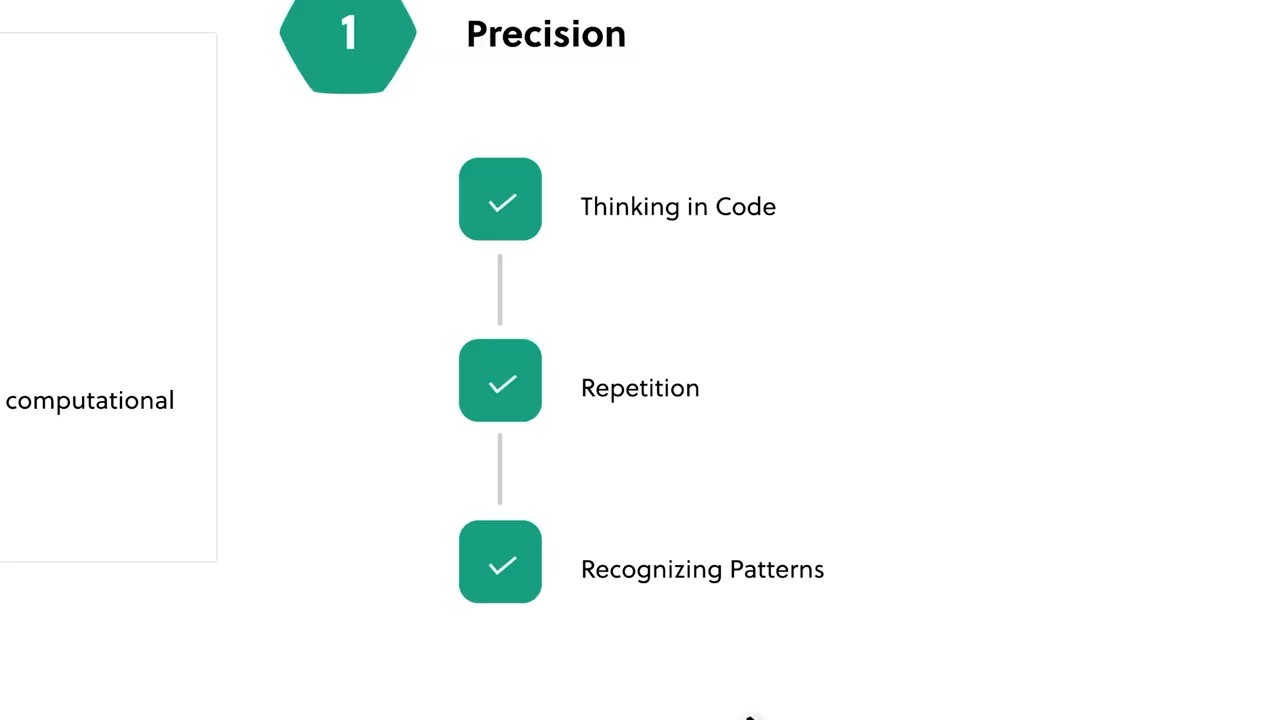 1
Precision
Thinking in Code
Repetition
computational
Recognizing Patterns